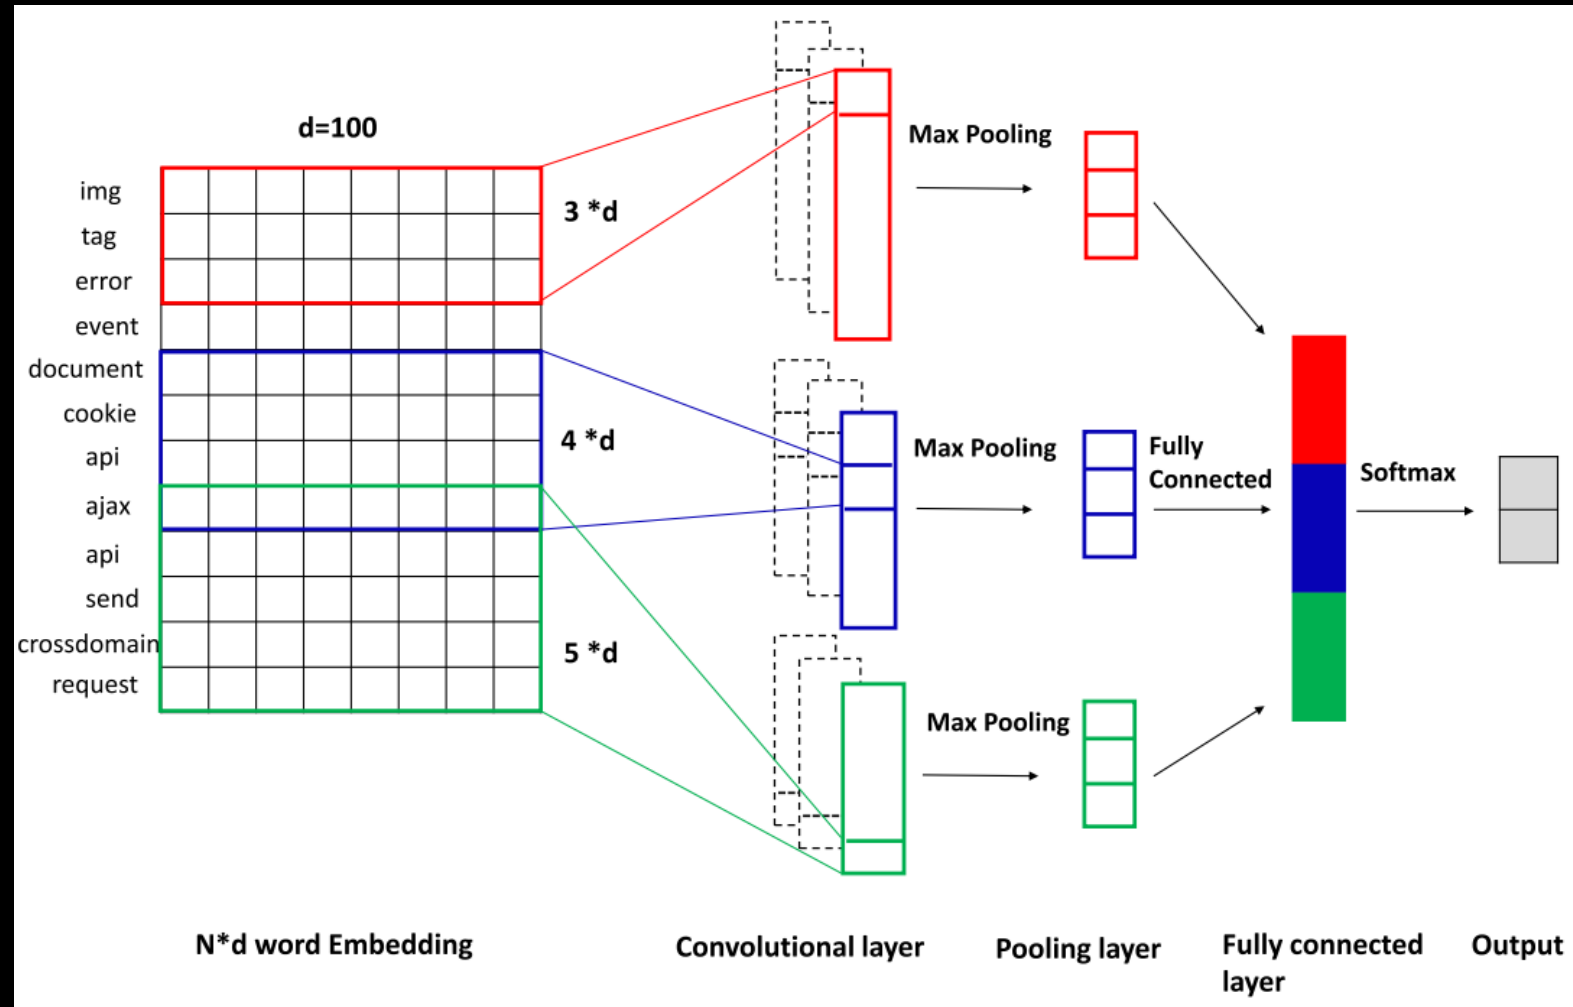 d=100
img
tag
error
event
document
cookie
api
ajax
api
send
crossdomain
request
3 *d
4 *d
5 *d
Max Pooling
Max Pooling
Max Pooling
Fully
Connected
Softmax
N*d word Embedding
Convolutional layer
Pooling layer
Fully connected
layer
Output